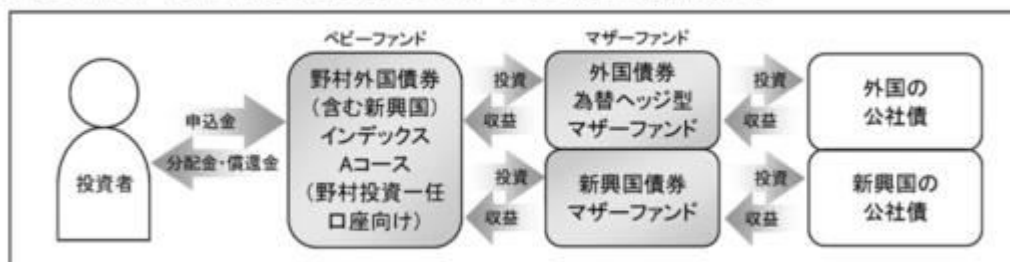 ベビーファンド
マザーファンド
投資者
申込金
分配金・償還金
野村外国債券
（含む新興国）
インデックス
Aコース
（野村投資一任
口座向け）
投資
収益
外国債券
為替ヘッジ型
マザーファンド
投資
収益
外国の
公社債
投資
収益
新興国債券
マザーファンド
投資
収益
新興国の
公社債